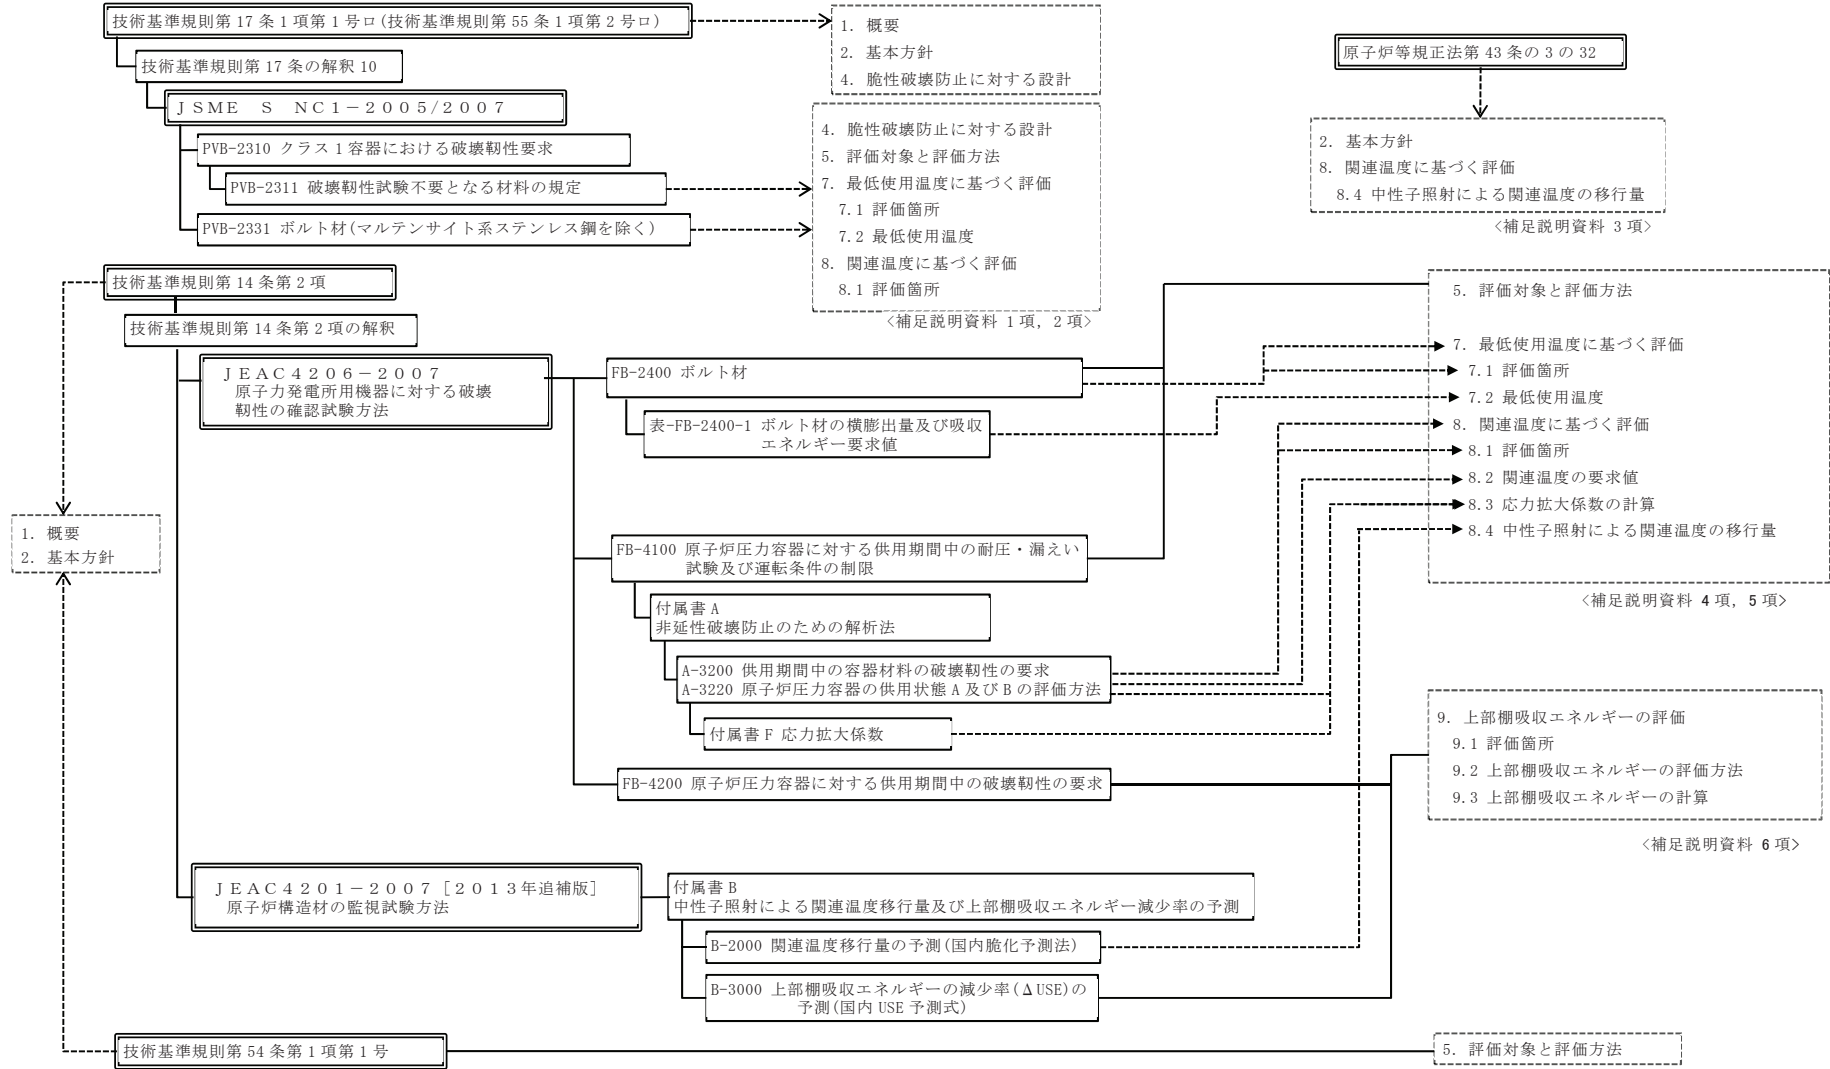 技術基準規則第 17 条 1 項第 1 号ロ(技術基準規則第 55 条 1 項第 2 号ロ)
技術基準規則第 17 条の解釈 10
ＪＳＭＥ　Ｓ　ＮＣ１－２００５/２００７
PVB-2310 クラス 1 容器における破壊靭性要求
PVB-2311 破壊靭性試験不要となる材料の規定
PVB-2331 ボルト材(マルテンサイト系ステンレス鋼を除く)
1. 概要
2. 基本方針
4. 脆性破壊防止に対する設計
4. 脆性破壊防止に対する設計
5. 評価対象と評価方法
7. 最低使用温度に基づく評価
7.1 評価箇所
7.2 最低使用温度
8. 関連温度に基づく評価
8.1 評価箇所
<補足説明資料 1 項, 2 項>
原子炉等規正法第 43 条の 3 の 32
2. 基本方針
8. 関連温度に基づく評価
8.4 中性子照射による関連温度の移行量
<補足説明資料 3 項>
技術基準規則第 14 条第 2 項
技術基準規則第 14 条第 2 項の解釈
ＪＥＡＣ４２０６－２００７
原子力発電所用機器に対する破壊
靭性の確認試験方法
FB-2400 ボルト材
表-FB-2400-1 ボルト材の横膨出量及び吸収
エネルギー要求値
FB-4100 原子炉圧力容器に対する供用期間中の耐圧・漏えい
試験及び運転条件の制限
付属書 A
非延性破壊防止のための解析法
A-3200 供用期間中の容器材料の破壊靭性の要求
A-3220 原子炉圧力容器の供用状態 A 及び B の評価方法
付属書 F 応力拡大係数
FB-4200 原子炉圧力容器に対する供用期間中の破壊靭性の要求
5. 評価対象と評価方法
7. 最低使用温度に基づく評価
7.1 評価箇所
7.2 最低使用温度
8. 関連温度に基づく評価
8.1 評価箇所
8.2 関連温度の要求値
8.3 応力拡大係数の計算
8.4 中性子照射による関連温度の移行量
<補足説明資料 4 項, 5 項>
1. 概要
2. 基本方針
9. 上部棚吸収エネルギーの評価
9.1 評価箇所
9.2 上部棚吸収エネルギーの評価方法
9.3 上部棚吸収エネルギーの計算
<補足説明資料 6 項>
ＪＥＡＣ４２０１－２００７［２０１３年追補版］
原子炉構造材の監視試験方法
付属書 B
中性子照射による関連温度移行量及び上部棚吸収エネルギー減少率の予測
B-2000 関連温度移行量の予測(国内脆化予測法)
B-3000 上部棚吸収エネルギーの減少率(ΔUSE)の
予測(国内 USE 予測式)
技術基準規則第 54 条第 1 項第 1 号
5. 評価対象と評価方法